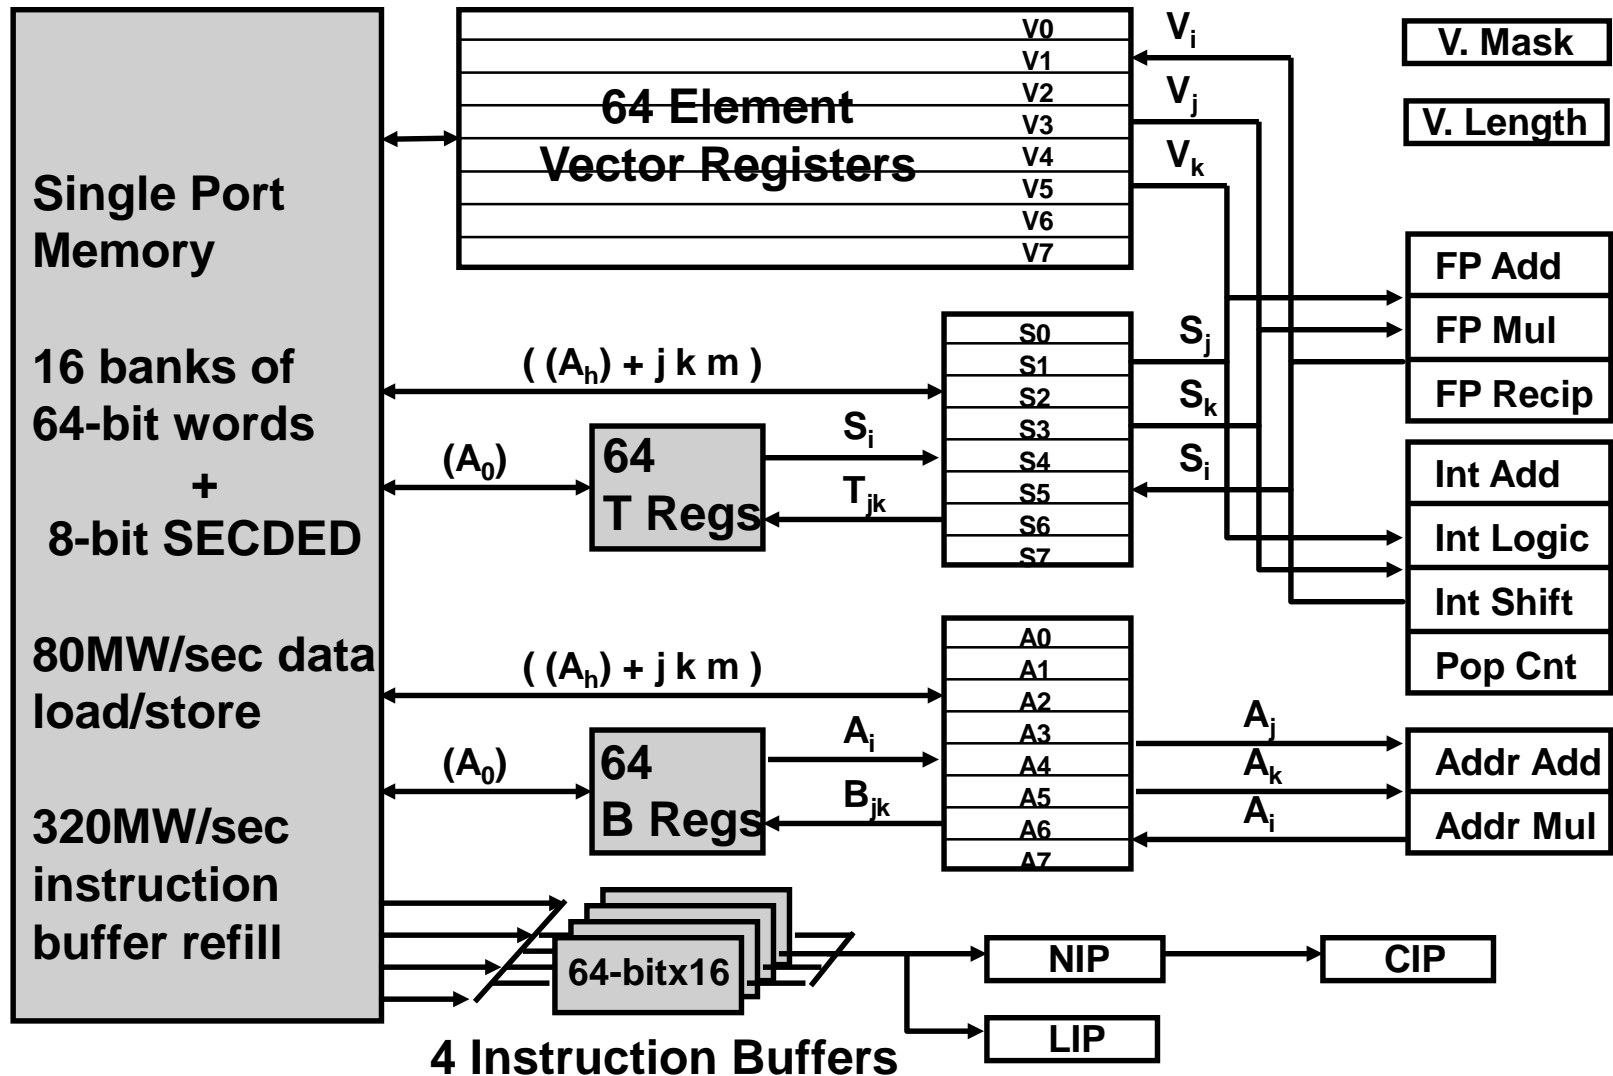 Single Port
Memory
16 banks of
64-bit words
+
8-bit SECDED
80MW/sec data
load/store
320MW/sec
instruction
buffer refill
64 Element
Vector Registers
V0
V1
V2
V3
V4
V5
V6
V7
Vi
Vj
Vk
V. Mask
V. Length
FP Add
FP Mul
FP Recip
( (Ah) + j k m )
(A0)
64
T Regs
Si
Tjk
S0
S1
S2
S3
S4
S5
S6
S7
Sj
Sk
Si
Int Add
Int Logic
Int Shift
Pop Cnt
( (Ah) + j k m )
(A0)
64
B Regs
Ai
Bjk
A0
A1
A2
A3
A4
A5
A6
A7
Aj
Ak
Ai
Addr Add
Addr Mul
64-bitx16
4 Instruction Buffers
NIP
CIP
LIP